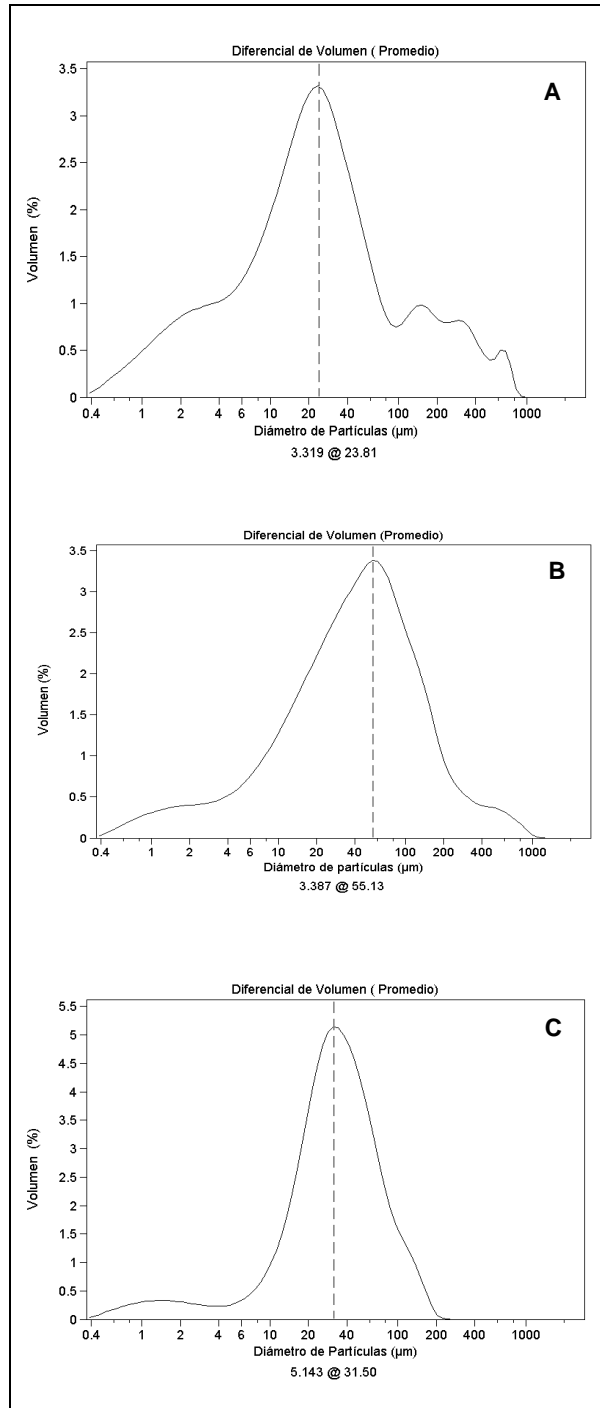 Diferencial de Volumen ( Promedio)
A
3.5
3
2.5
2
1.5
1
0.5
0
Volumen (%)
0.4 1 2 4 6 10 20 40 100 200 400 1000
Diámetro de Partículas (µm)
3.319 @ 23.81
Diferencial de Volumen (Promedio)
B
3.5
3
2.5
2
1.5
1
0.5
0
Volumen (%)
0.4 1 2 4 6 10 20 40 100 200 400 1000
Diámetro de partículas (µm)
3.387 @ 55.13
Diferencial de Volumen ( Promedio)
C
5.5
5
4.5
4
3.5
3
2.5
2
1.5
1
0.5
0
Volumen (%)
0.4 1 2 4 6 10 20 40 100 200 400 1000
Diámetro de Partículas (µm)
5.143 @ 31.50